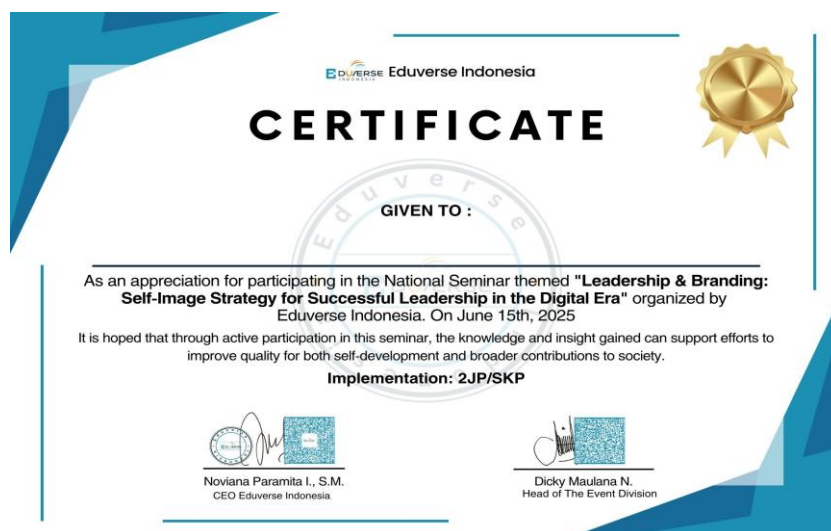 EDUVERSE INDONESIA Eduverse Indonesia
CERTIFICATE
Eduverse
GIVEN TO :
As an appreciation for participating in the National Seminar themed "Leadership & Branding:
Self-Image Strategy for Successful Leadership in the Digital Era" organized by
Eduverse Indonesia. On June 15th, 2025
It is hoped that through active participation in this seminar, the knowledge and insight gained can support efforts to
improve quality for both self-development and broader contributions to society.
Implementation: 2JP/SKP
Noviana Paramita I., S.M.
CEO Eduverse Indonesia
Dicky Maulana N.
Head of The Event Division